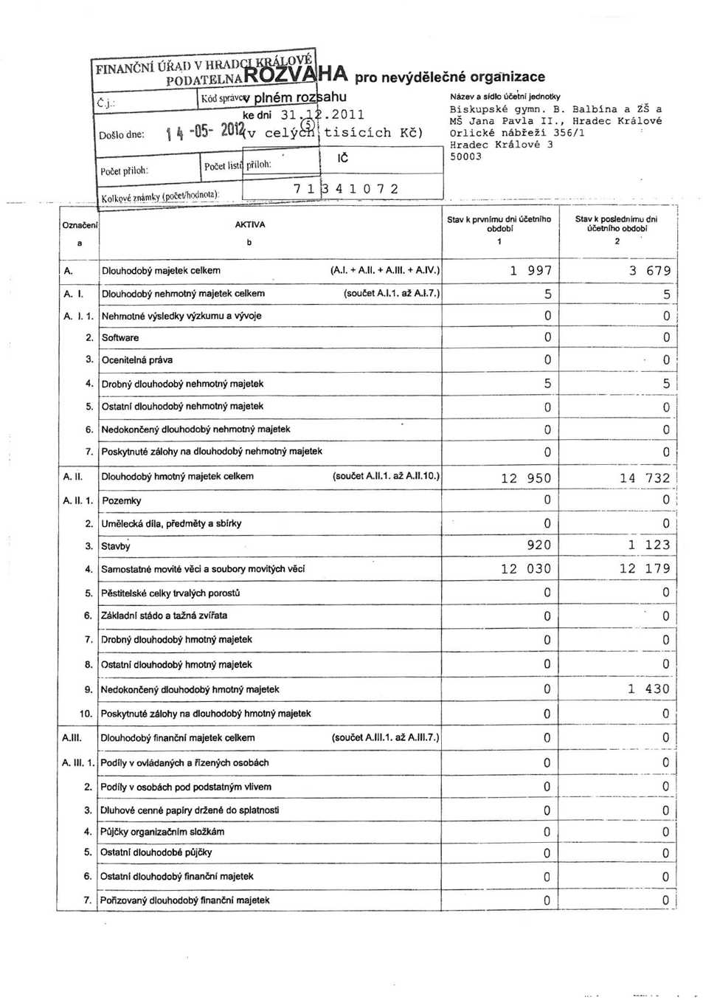 FINANČNÍ ÚŘAD V HRADCI KRÁLOVÉ
PODATELNA
ROZVAHA pro nevýdělečné organizace
Č.j.:
Kód správce
v plném rozsahu
ke dni 31.12.2011
Došlo dne: 14 -05- 2012
(v celých tisících Kč)
Počet příloh:
Počet listů příloh:
IČ
Kolkové známky (počet/hodnota):
7 1 3 4 1 0 7 2
Název a sídlo účetní jednotky
Biskupské gymn. B. Balbína a ZŠ a
MŠ Jana Pavla II., Hradec Králové
Orlické nábřeží 356/1
Hradec Králové 3
50003
Označení AKTIVA Stav k prvnímu dni účetního období Stav k poslednímu dni účetního období
a b 1 2
A. Dlouhodobý majetek celkem (A.I. + A.II. + A.III. + A.IV.) 1 997 3 679
A. I. Dlouhodobý nehmotný majetek celkem (součet A.I.1. až A.I.7.) 5 5
A. I. 1. Nehmotné výsledky výzkumu a vývoje 0 0
2. Software 0 0
3. Ocenitelná práva 0 0
4. Drobný dlouhodobý nehmotný majetek 5 5
5. Ostatní dlouhodobý nehmotný majetek 0 0
6. Nedokončený dlouhodobý nehmotný majetek 0 0
7. Poskytnuté zálohy na dlouhodobý nehmotný majetek 0 0
A. II. Dlouhodobý hmotný majetek celkem (součet A.II.1. až A.II.10.) 12 950 14 732
A. II. 1. Pozemky 0 0
2. Umělecká díla, předměty a sbírky 0 0
3. Stavby 920 1 123
4. Samostatné movité věci a soubory movitých věcí 12 030 12 179
5. Pěstitelské celky trvalých porostů 0 0
6. Základní stádo a tažná zvířata 0 0
7. Drobný dlouhodobý hmotný majetek 0 0
8. Ostatní dlouhodobý hmotný majetek 0 0
9. Nedokončený dlouhodobý hmotný majetek 0 1 430
10. Poskytnuté zálohy na dlouhodobý hmotný majetek 0 0
A.III. Dlouhodobý finanční majetek celkem (součet A.III.1. až A.III.7.) 0 0
A. III. 1. Podíly v ovládaných a řízených osobách 0 0
2. Podíly v osobách pod podstatným vlivem 0 0
3. Dluhové cenné papíry držené do splatnosti 0 0
4. Půjčky organizačním složkám 0 0
5. Ostatní dlouhodobé půjčky 0 0
6. Ostatní dlouhodobý finanční majetek 0 0
7. Pořizovaný dlouhodobý finanční majetek 0 0